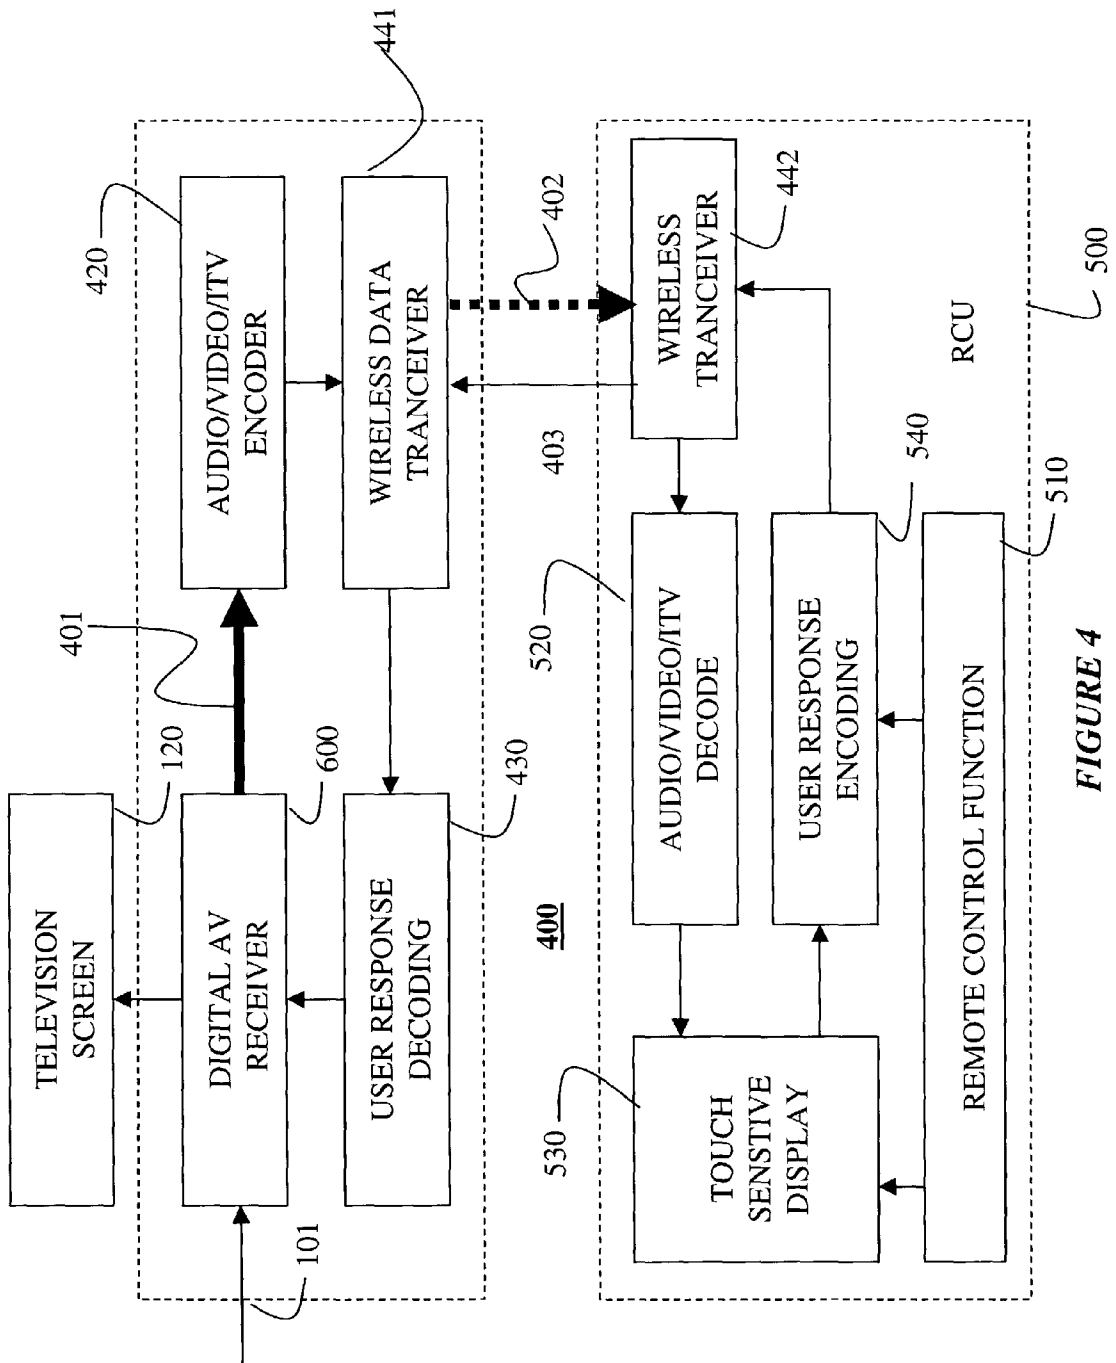 TELEVISION
SCREEN
120
401
420
441
DIGITAL AV
RECEIVER
600
AUDIO/VIDEO/ITV
ENCODER
101
USER RESPONSE
DECODING
430
WIRELESS DATA
TRANCEIVER
402
400
403
530
520
WIRELESS
TRANCEIVER
442
TOUCH
SENSTIVE
DISPLAY
AUDIO/VIDEO/ITV
DECODE
USER RESPONSE
ENCODING
540
REMOTE CONTROL FUNCTION
510
RCU
500
FIGURE 4